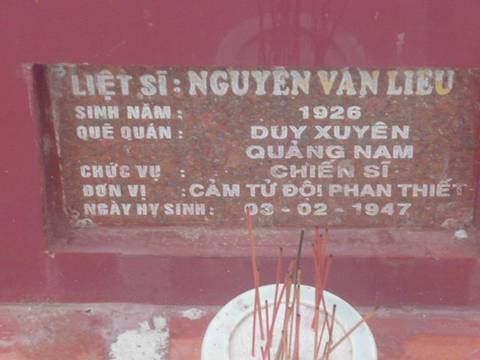 LIỆT SĨ : NGUYỄN VĂN LIỆU
SINH NĂM : 1926
QUÊ QUÁN : DUY XUYÊN
QUẢNG NAM
CHỨC VỤ : CHIẾN SĨ
ĐƠN VỊ : CẢM TỬ ĐỘI PHAN THIẾT
NGÀY HY SINH : 03 - 02 - 1947